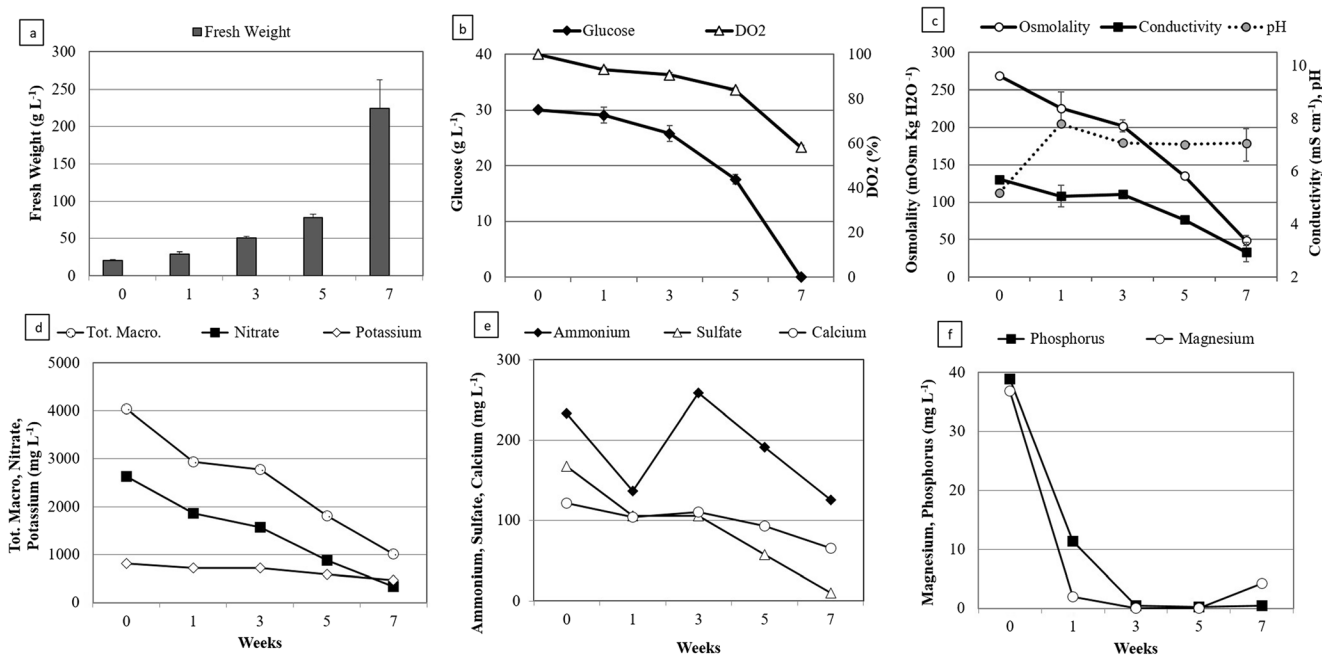 a
Fresh Weight
Fresh Weight (g L-1)
300
250
200
150
100
50
0
0 1 3 5 7
b
Glucose DO2
Glucose (g L-1)
40
30
20
10
0
100
75
60
40
20
0
DO2 (%)
0 1 3 5 7
c
Osmolality Conductivity pH
Osmolality (mOsm Kg H2O -1)
300
250
200
150
100
50
0
10
8
6
4
2
Conductivity (mS cm-1), pH
0 1 3 5 7
d
Tot. Macro. Nitrate Potassium
Tot. Macro, Nitrate,
Potassium (mg L-1)
5000
4000
3000
2000
1000
0
0 1 3 5 7
Weeks
e
Ammonium Sulfate Calcium
Ammonium, Sulfate, Calcium (mg L-1)
300
200
100
0
0 1 3 5 7
Weeks
f
Phosphorus Magnesium
Magnesium, Phosphorus (mg L-1)
40
30
20
10
0
0 1 3 5 7
Weeks